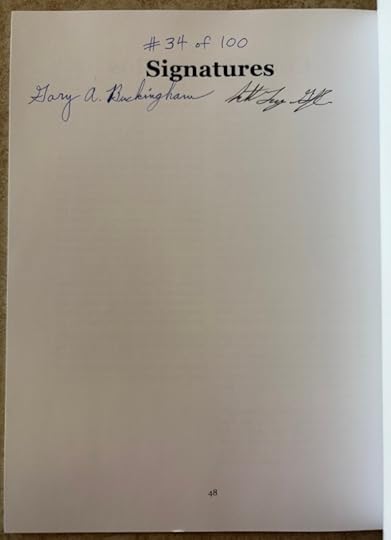 #34 of 100
Signatures
Gary A. Buckingham
48